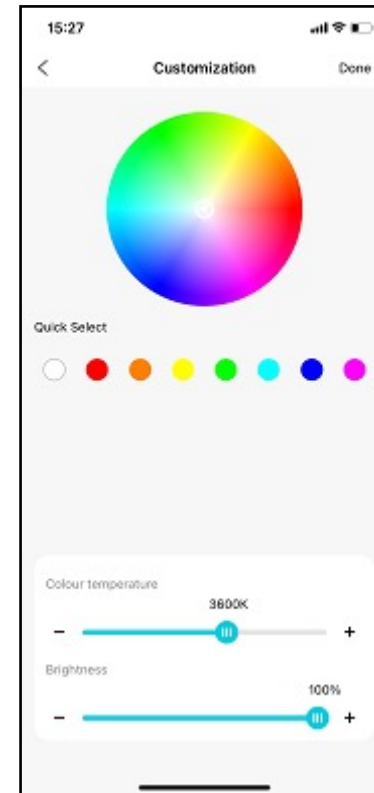 15:27
Customization
Done
Quick Select
Colour temperature
3600K
- +
Brightness
100%
- +